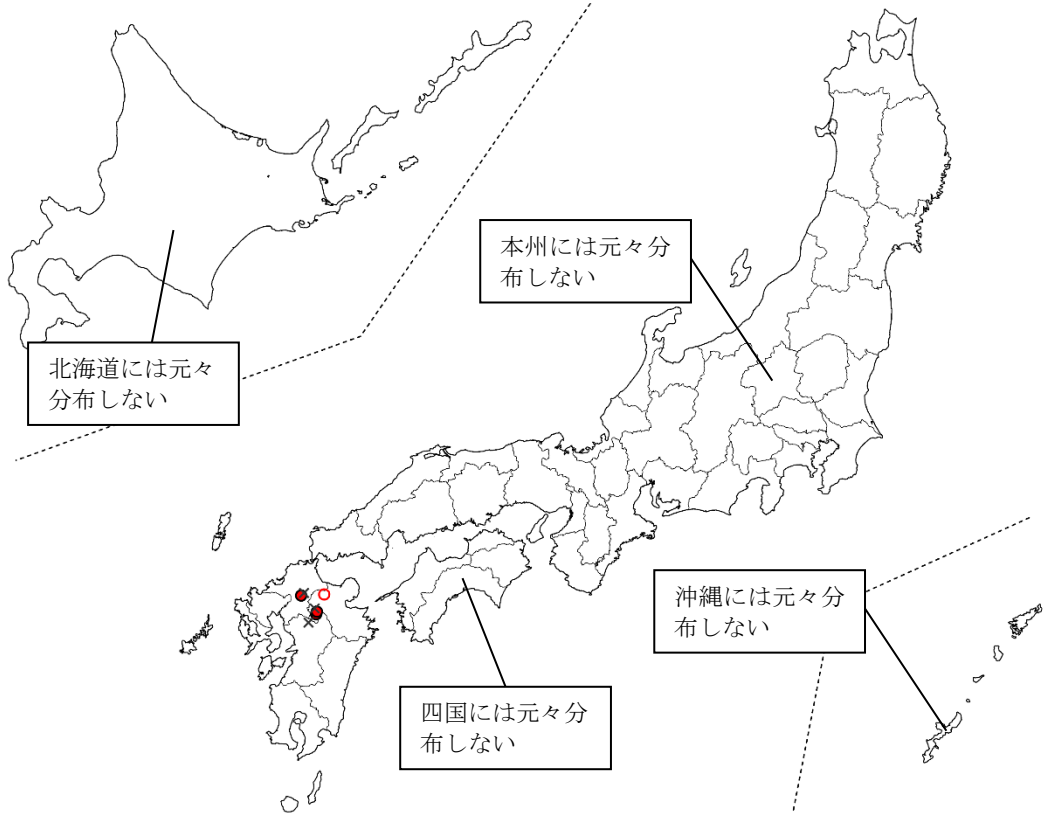 本州には元々分
布しない
北海道には元々
分布しない
沖縄には元々分
布しない
四国には元々分
布しない